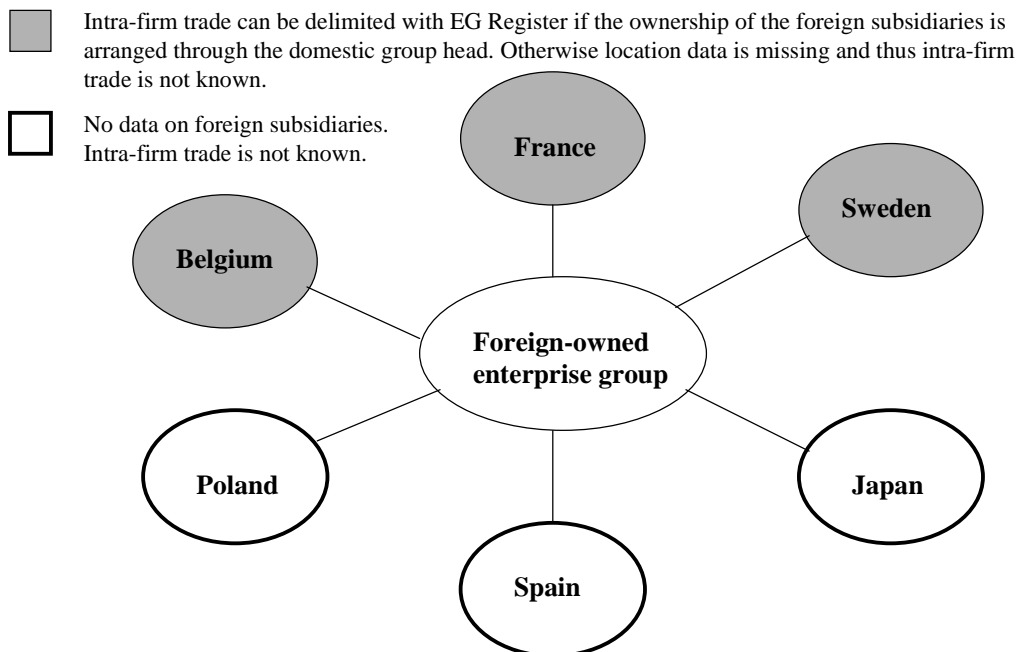 Intra-firm trade can be delimited with EG Register if the ownership of the foreign subsidiaries is
arranged through the domestic group head. Otherwise location data is missing and thus intra-firm
trade is not known.
No data on foreign subsidiaries.
Intra-firm trade is not known.
France
Sweden
Belgium
Foreign-owned
enterprise group
Poland
Japan
Spain